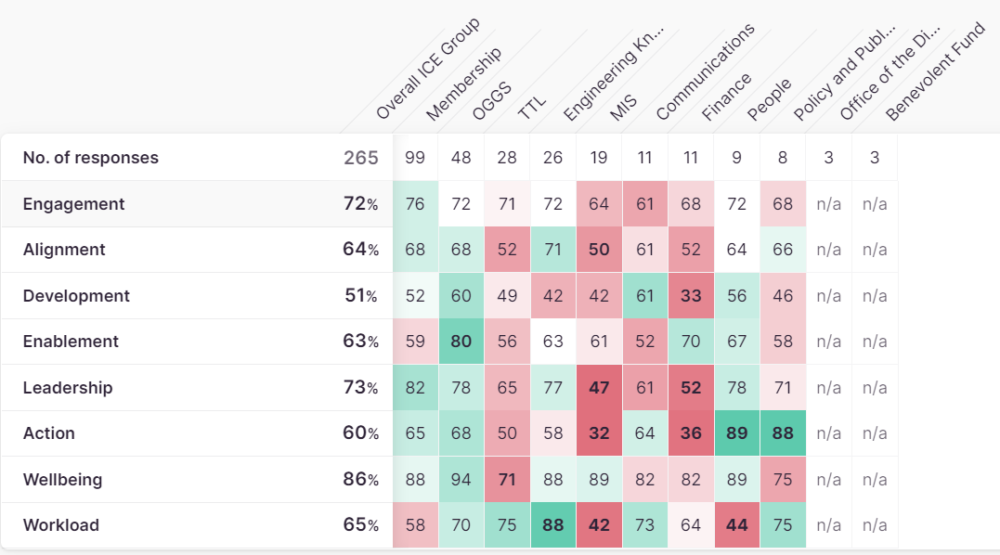 Overall ICE Group
Membership
OGGS
TTL
Engineering Kn...
MIS
Communications
Finance
People
Policy and Publ...
Office of the Di...
Benevolent Fund
No. of responses 265 99 48 28 26 19 11 11 9 8 3 3
Engagement 72% 76 72 71 72 64 61 68 72 68 n/a n/a
Alignment 64% 68 68 52 71 50 61 52 64 66 n/a n/a
Development 51% 52 60 49 42 42 61 33 56 46 n/a n/a
Enablement 63% 59 80 56 63 61 52 70 67 58 n/a n/a
Leadership 73% 82 78 65 77 47 61 52 78 71 n/a n/a
Action 60% 65 68 50 58 32 64 36 89 88 n/a n/a
Wellbeing 86% 88 94 71 88 89 82 82 89 75 n/a n/a
Workload 65% 58 70 75 88 42 73 64 44 75 n/a n/a